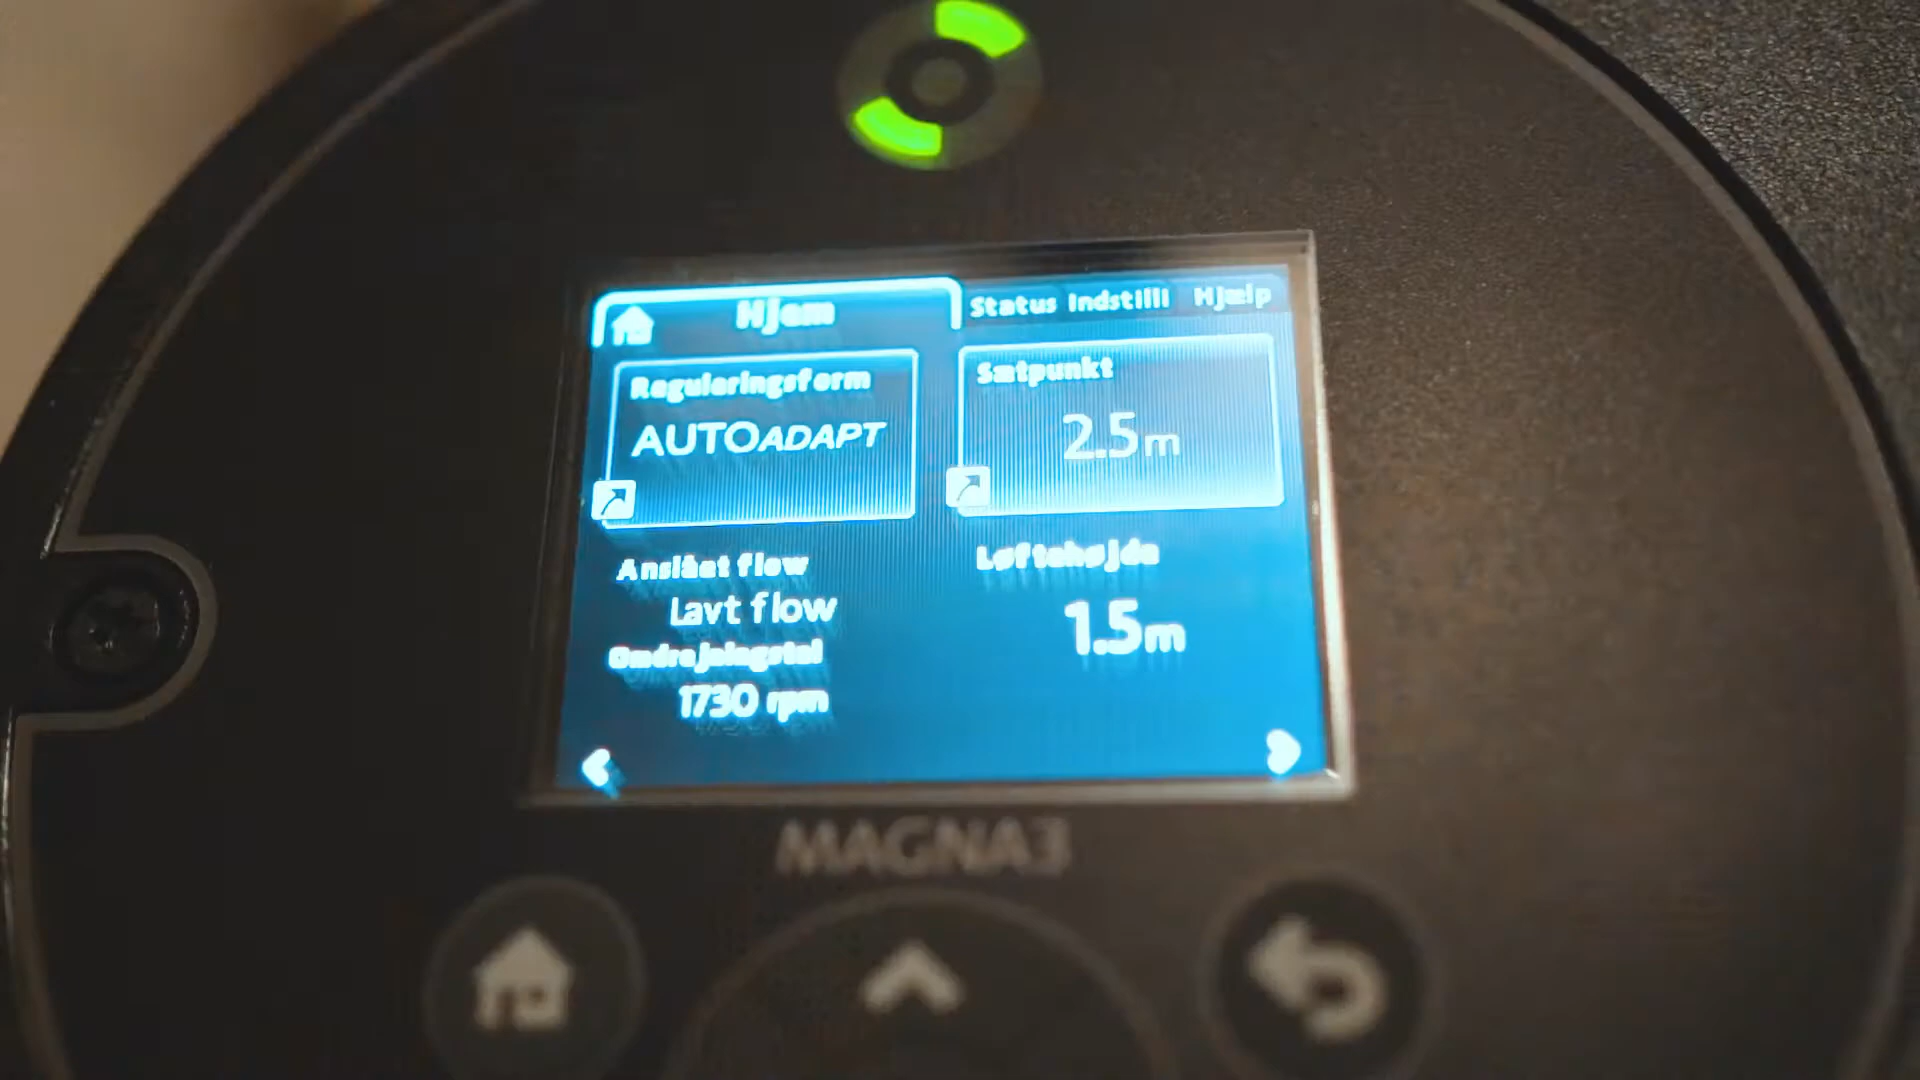 Hjem
Status Indstilli Hjælp
Reguleringsform
AUTOADAPT
Sætpunkt
2.5m
Anslået flow
Lavt flow
Løftehøjde
1.5m
Omdrejningstal
1730 rpm
MAGNA3